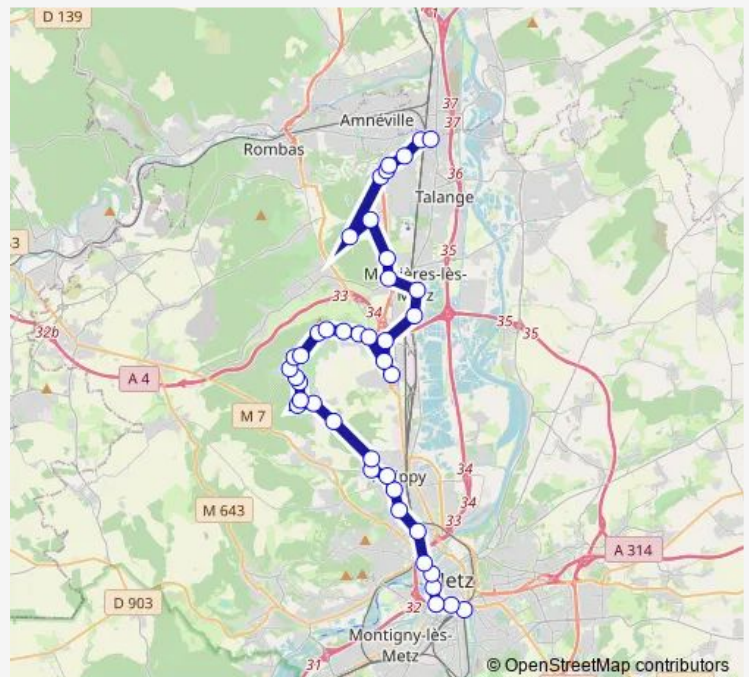 D 139
37
37
Amnéville
Rombas
36
Talange
35
33
34
35
35
32b
A 4
M 7
34
34
M 643
33
A 314
D 903
32
Montigny-lès-
Metz
31
© OpenStreetMap contributors